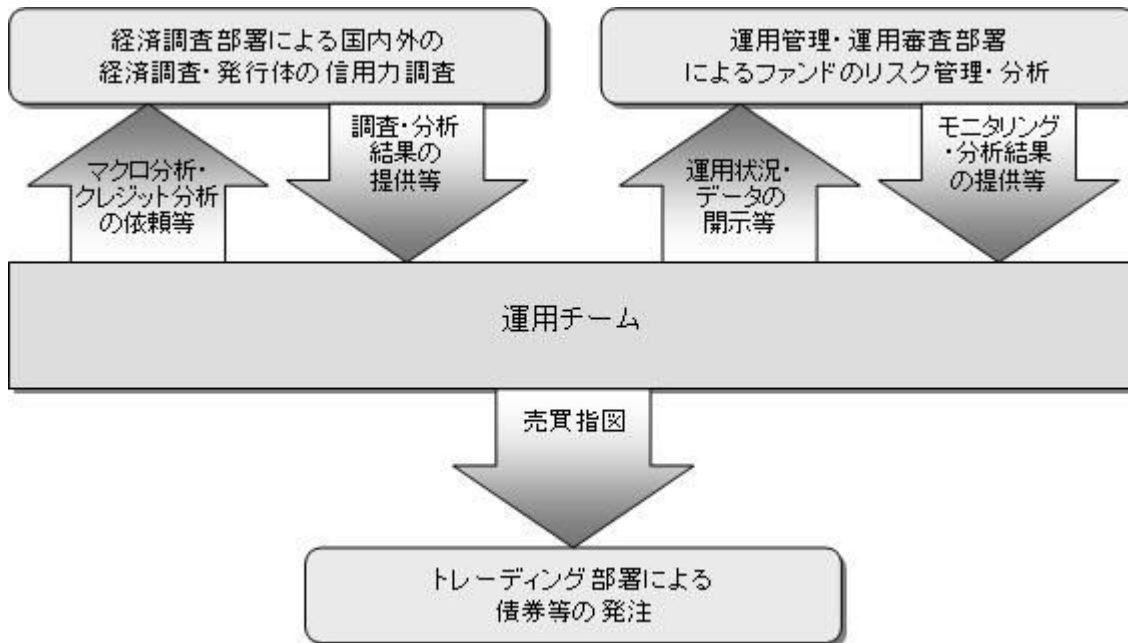 経済調査部署による国内外の
経済調査・発行体の信用力調査
運用管理・運用審査部署
によるファンドのリスク管理・分析
マクロ分析・
クレジット分析
の依頼等
調査・分析
結果の
提供等
運用状況・
データの
開示等
モニタリング
・分析結果
の提供等
運用チーム
売買指図
トレーディング部署による
債券等の発注